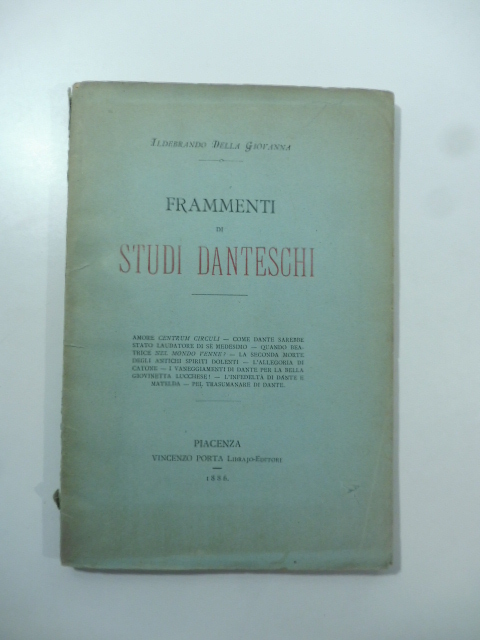 ILDEBRANDO DELLA GIOVANNA
FRAMMENTI
DI
STUDI DANTESCHI
AMORE CENTRUM CIRCULI — COME DANTE SAREBBE
STATO LAUDATORE DI SÈ MEDESIMO — QUANDO BEA-
TRICE NEL MONDO VENNE? — LA SECONDA MORTE
DEGLI ANTICHI SPIRITI DOLENTI — L'ALLEGORIA DI
CATONE — I VANEGGIAMENTI DI DANTE PER LA BELLA
GIOVINETTA LUCCHESE? — L'INFEDELTÀ DI DANTE E
MATELDA — PEL TRASUMANARE DI DANTE.
PIACENZA
VINCENZO PORTA LIBRAJO-EDITORE
1886.